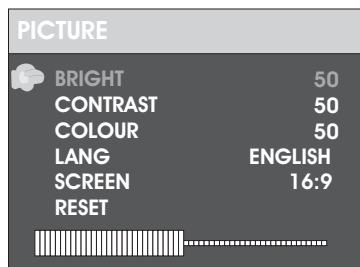 PICTURE
BRIGHT 50
CONTRAST 50
COLOUR 50
LANG ENGLISH
SCREEN 16:9
RESET